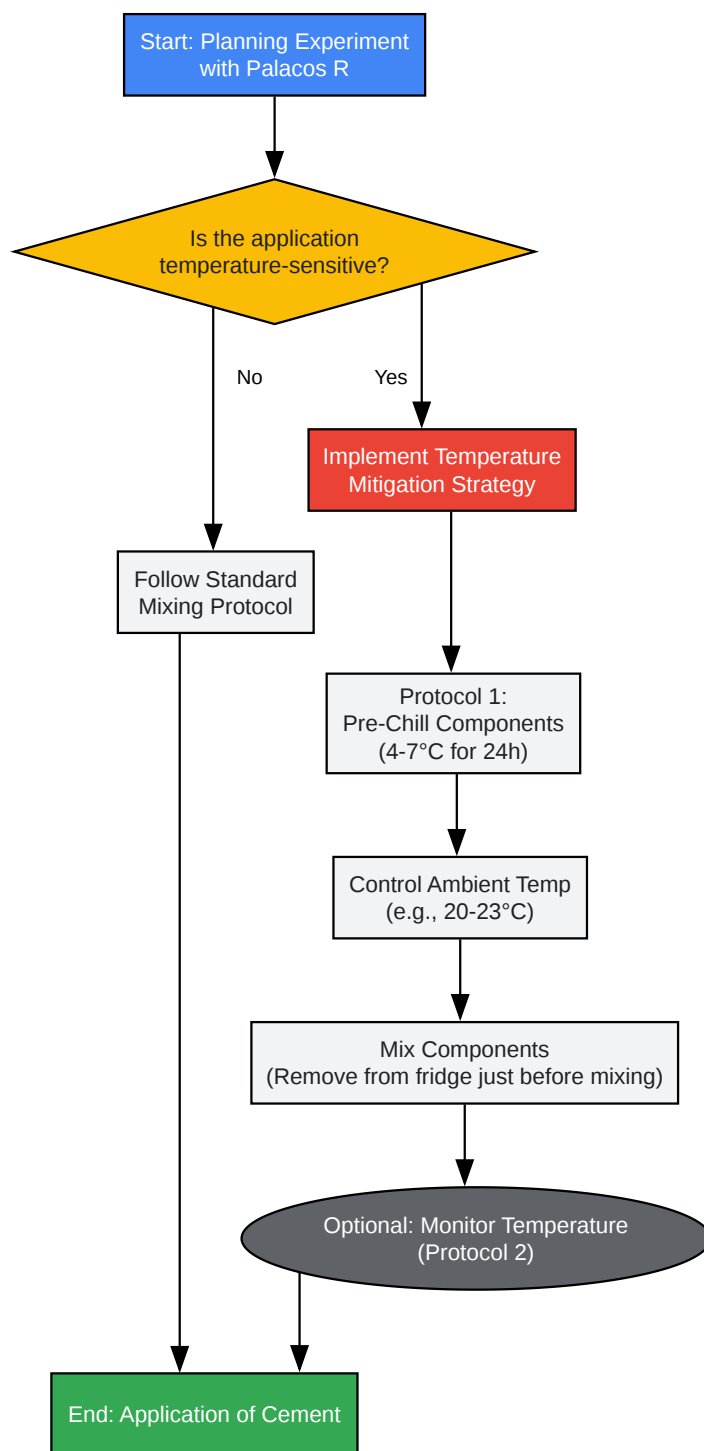 Start: Planning Experiment
with Palacos R
Is the application
temperature-sensitive?
No
Yes
Implement Temperature
Mitigation Strategy
Follow Standard
Mixing Protocol
Protocol 1:
Pre-Chill Components
(4-7°C for 24h)
Control Ambient Temp
(e.g., 20-23°C)
Mix Components
(Remove from fridge just before mixing)
Optional: Monitor Temperature
(Protocol 2)
End: Application of Cement